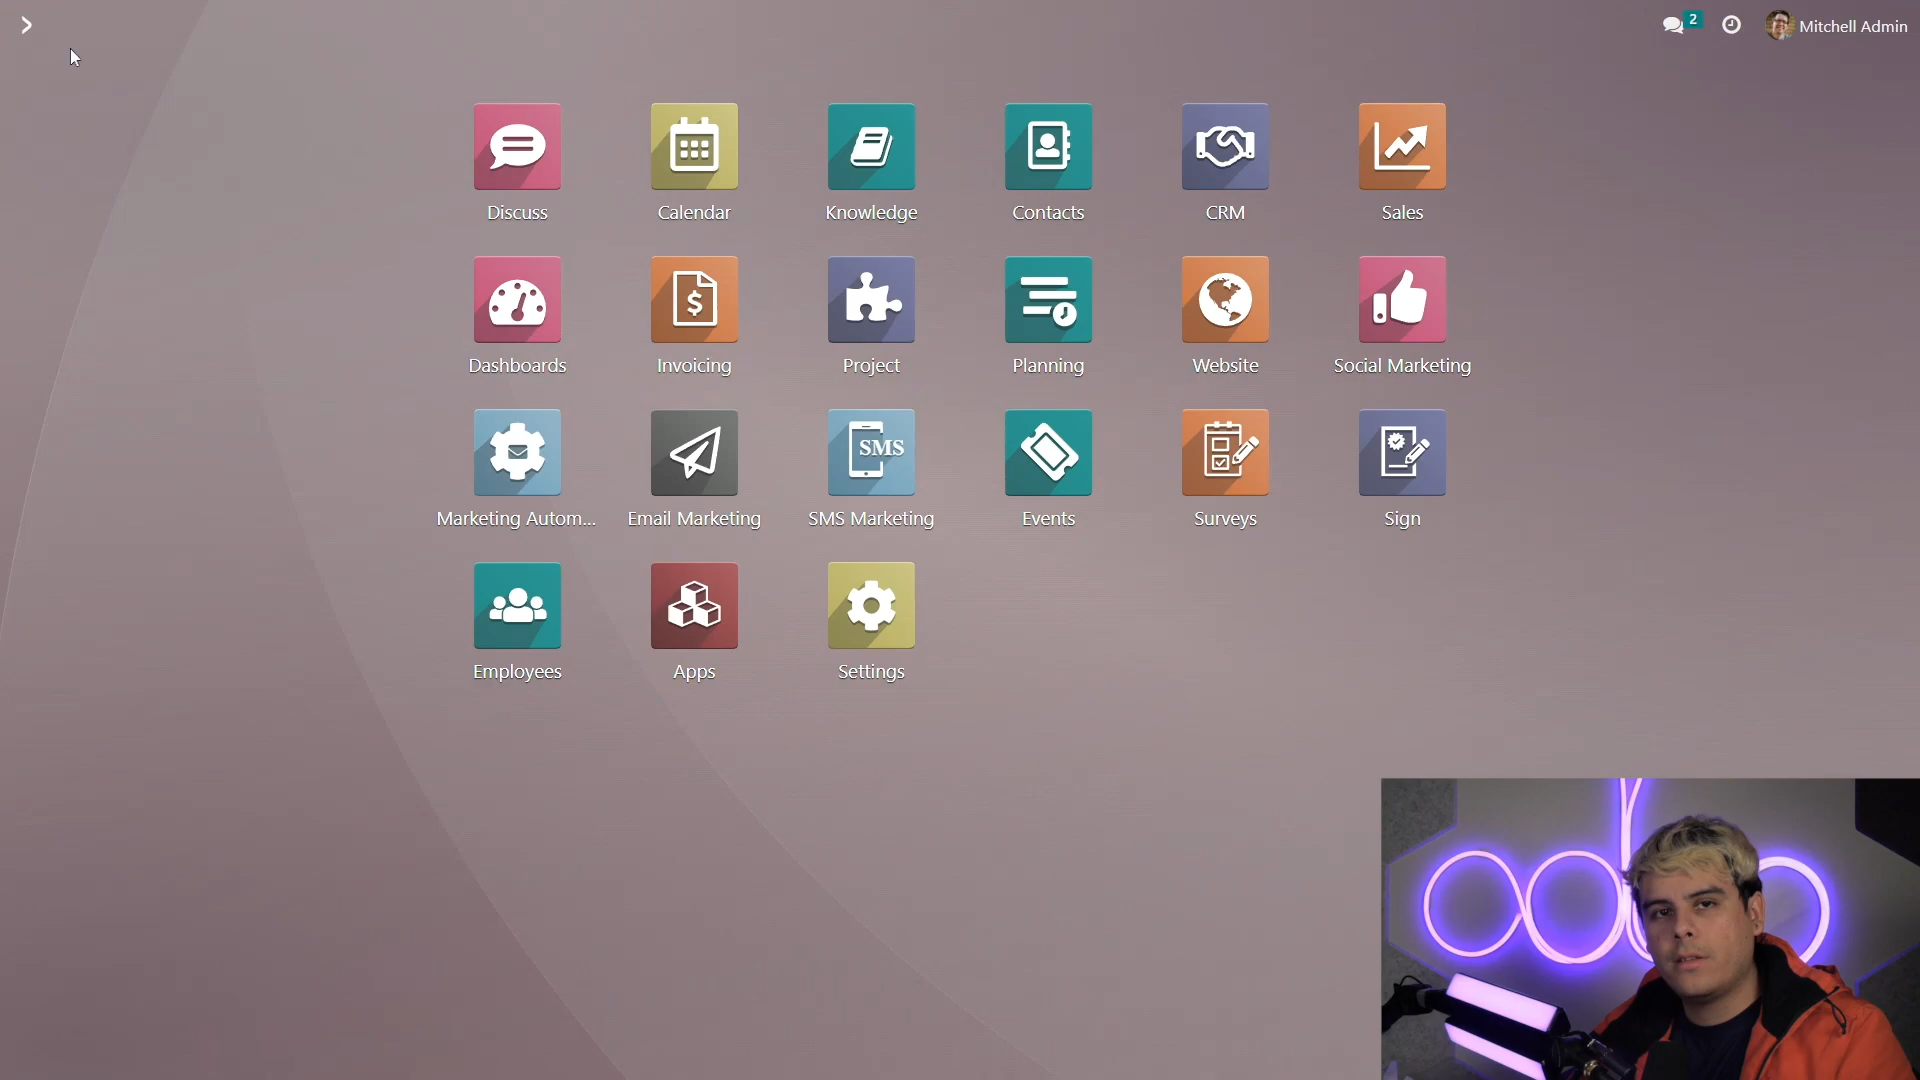 2
Mitchell Admin
Discuss
Calendar
Knowledge
Contacts
CRM
Sales
$
Dashboards
Invoicing
Project
Planning
Website
Social Marketing
SMS
Marketing Autom...
Email Marketing
SMS Marketing
Events
Surveys
Sign
Employees
Apps
Settings
odoo